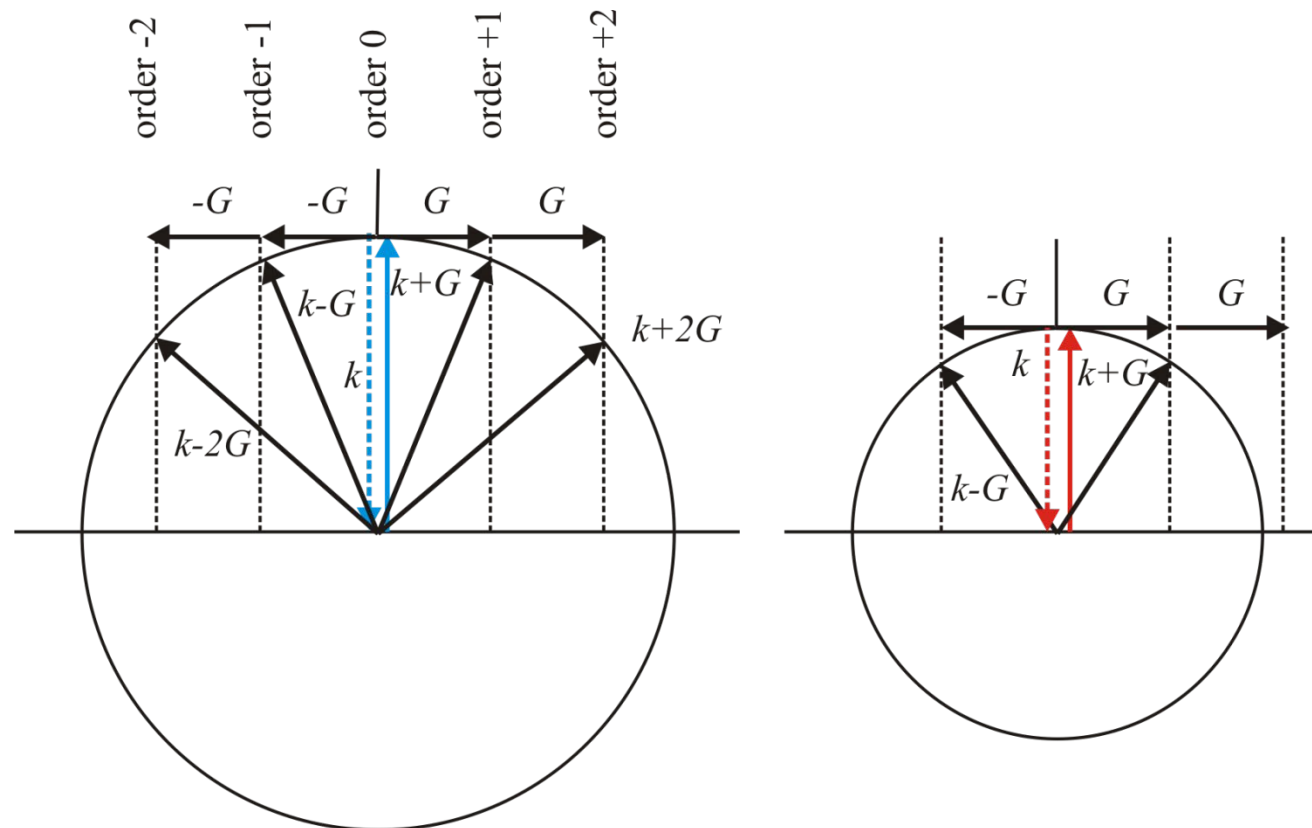 order -2
order -1
order 0
order +1
order +2
-G
-G
G
G
k-G
k+G
k
k+2G
k-2G
-G
G
G
k
k+G
k-G